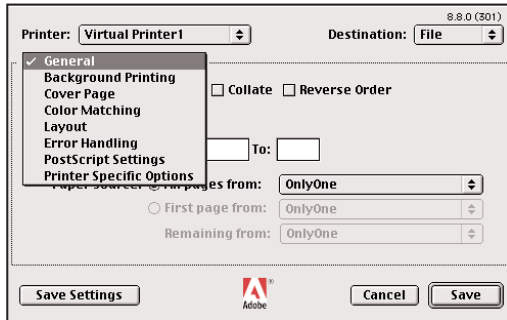 8.8.0 (301)
Printer: Virtual Printer1 Destination: File
✓ General
Background Printing
Cover Page
Collate Reverse Order
Color Matching
Layout
Error Handling
To:
PostScript Settings
Printer Specific Options
pages from: OnlyOne
First page from: OnlyOne
Remaining from: OnlyOne
Save Settings Adobe Cancel Save